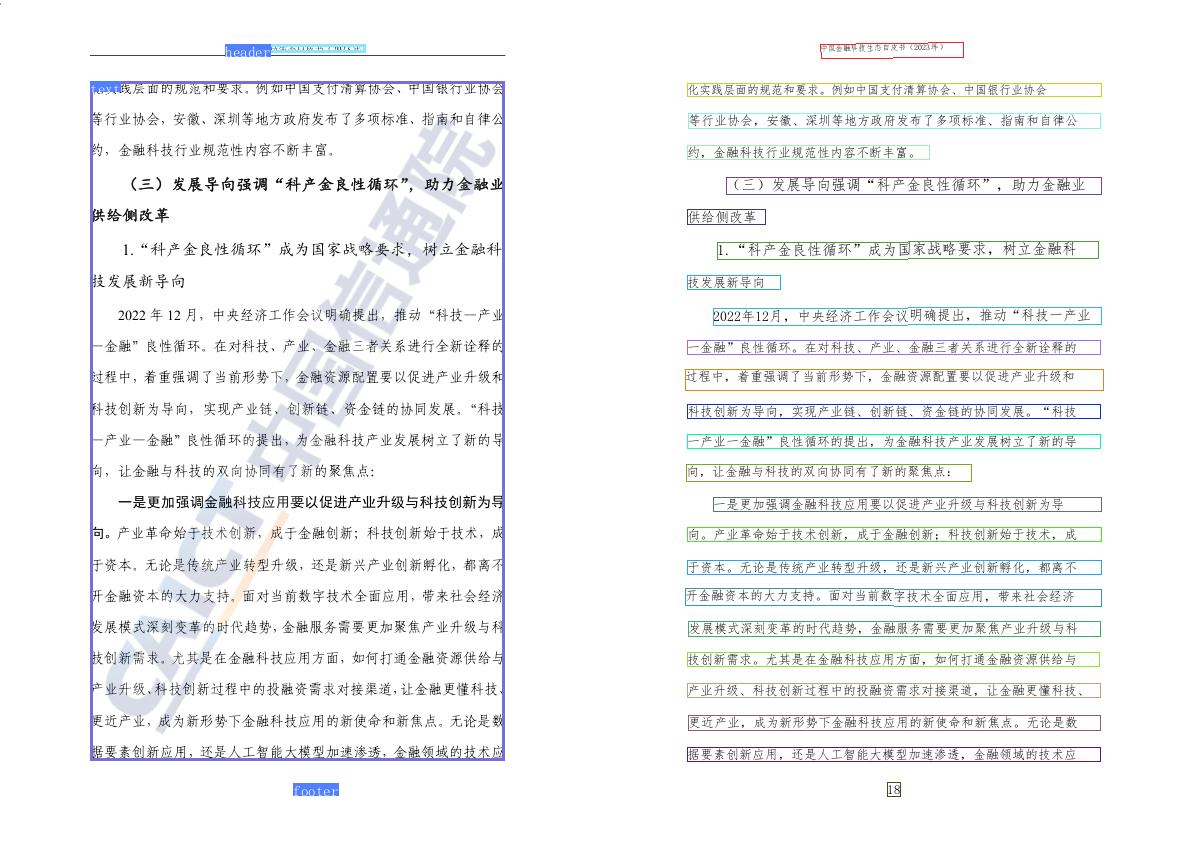 header
text
化实践层面的规范和要求。例如中国支付清算协会、中国银行业协会
等行业协会，安徽、深圳等地方政府发布了多项标准、指南和自律公
约，金融科技行业规范性内容不断丰富。
（三）发展导向强调“科产金良性循环”，助力金融业
供给侧改革
1.“科产金良性循环”成为国家战略要求，树立金融科
技发展新导向
2022 年 12 月，中央经济工作会议明确提出，推动“科技—产业
—金融”良性循环。在对科技、产业、金融三者关系进行全新诠释的
过程中，着重强调了当前形势下，金融资源配置要以促进产业升级和
科技创新为导向，实现产业链、创新链、资金链的协同发展。“科技
—产业—金融”良性循环的提出，为金融科技产业发展树立了新的导
向，让金融与科技的双向协同有了新的聚焦点：
一是更加强调金融科技应用要以促进产业升级与科技创新为导
向。产业革命始于技术创新，成于金融创新；科技创新始于技术，成
于资本。无论是传统产业转型升级，还是新兴产业创新孵化，都离不
开金融资本的大力支持。面对当前数字技术全面应用，带来社会经济
发展模式深刻变革的时代趋势，金融服务需要更加聚焦产业升级与科
技创新需求。尤其是在金融科技应用方面，如何打通金融资源供给与
产业升级、科技创新过程中的投融资需求对接渠道，让金融更懂科技、
更近产业，成为新形势下金融科技应用的新使命和新焦点。无论是数
据要素创新应用，还是人工智能大模型加速渗透，金融领域的技术应
CAICT 中国信通院
footer
中国金融科技生态白皮书（2023年）
化实践层面的规范和要求。例如中国支付清算协会、中国银行业协会
等行业协会，安徽、深圳等地方政府发布了多项标准、指南和自律公
约，金融科技行业规范性内容不断丰富。
（三）发展导向强调“科产金良性循环”，助力金融业
供给侧改革
1.“科产金良性循环”成为国家战略要求，树立金融科
技发展新导向
2022年12月，中央经济工作会议明确提出，推动“科技一产业
一金融”良性循环。在对科技、产业、金融三者关系进行全新诠释的
过程中，着重强调了当前形势下，金融资源配置要以促进产业升级和
科技创新为导向，实现产业链、创新链、资金链的协同发展。“科技
一产业一金融”良性循环的提出，为金融科技产业发展树立了新的导
向，让金融与科技的双向协同有了新的聚焦点：
一是更加强调金融科技应用要以促进产业升级与科技创新为导
向。产业革命始于技术创新，成于金融创新；科技创新始于技术，成
于资本。无论是传统产业转型升级，还是新兴产业创新孵化，都离不
开金融资本的大力支持。面对当前数字技术全面应用，带来社会经济
发展模式深刻变革的时代趋势，金融服务需要更加聚焦产业升级与科
技创新需求。尤其是在金融科技应用方面，如何打通金融资源供给与
产业升级、科技创新过程中的投融资需求对接渠道，让金融更懂科技、
更近产业，成为新形势下金融科技应用的新使命和新焦点。无论是数
据要素创新应用，还是人工智能大模型加速渗透，金融领域的技术应
18